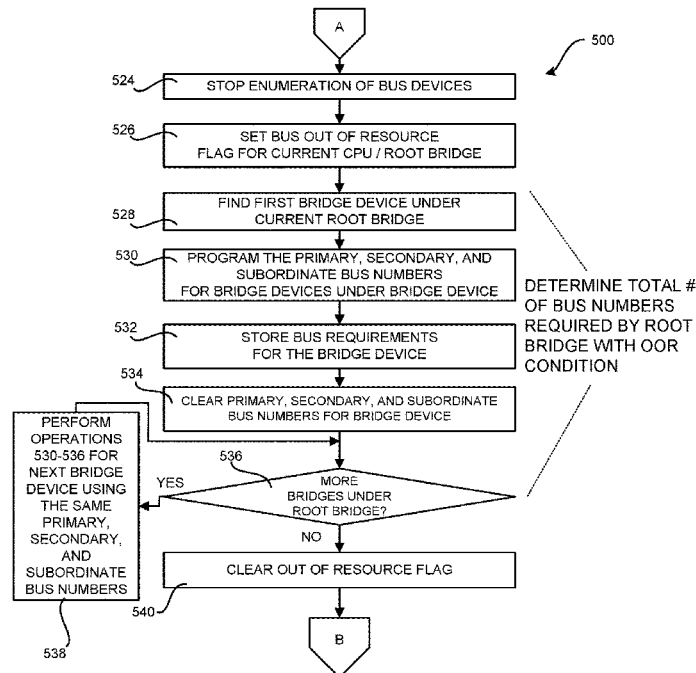 A
500
524
STOP ENUMERATION OF BUS DEVICES
526
SET BUS OUT OF RESOURCE
FLAG FOR CURRENT CPU / ROOT BRIDGE
528
FIND FIRST BRIDGE DEVICE UNDER
CURRENT ROOT BRIDGE
530
PROGRAM THE PRIMARY, SECONDARY, AND
SUBORDINATE BUS NUMBERS
FOR BRIDGE DEVICES UNDER BRIDGE DEVICE
DETERMINE TOTAL #
OF BUS NUMBERS
REQUIRED BY ROOT
BRIDGE WITH OOR
CONDITION
532
STORE BUS REQUIREMENTS
FOR THE BRIDGE DEVICE
534
CLEAR PRIMARY, SECONDARY, AND SUBORDINATE
BUS NUMBERS FOR BRIDGE DEVICE
PERFORM
OPERATIONS
530-536 FOR
NEXT BRIDGE
DEVICE USING
THE SAME
PRIMARY,
SECONDARY,
AND
SUBORDINATE
BUS NUMBERS
538
536
YES
MORE
BRIDGES UNDER
ROOT BRIDGE?
NO
CLEAR OUT OF RESOURCE FLAG
540
B